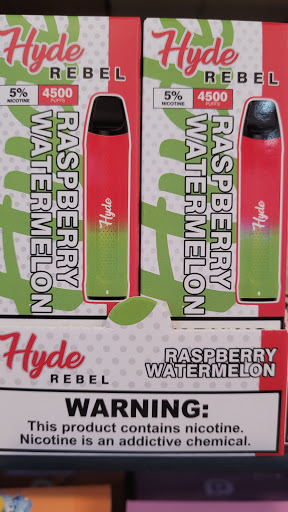 Hyde
REBEL
5%
NICOTINE
4500
PUFFS
RASPBERRY
WATERMELON
Hyde
Hyde
REBEL
5%
NICOTINE
4500
PUFFS
RASPBERRY
WATERMELON
Hyde
Hyde
REBEL
RASPBERRY
WATERMELON
WARNING:
This product contains nicotine.
Nicotine is an addictive chemical.